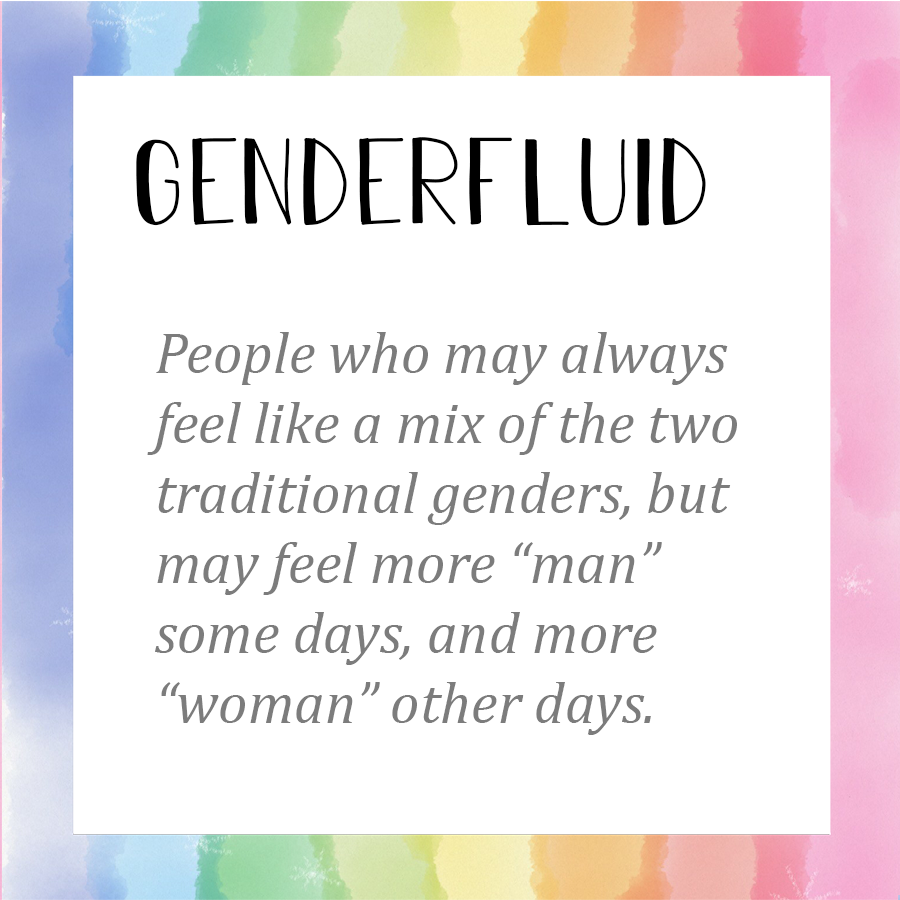 GENDERFLUID
People who may always
feel like a mix of the two
traditional genders, but
may feel more “man”
some days, and more
“woman” other days.